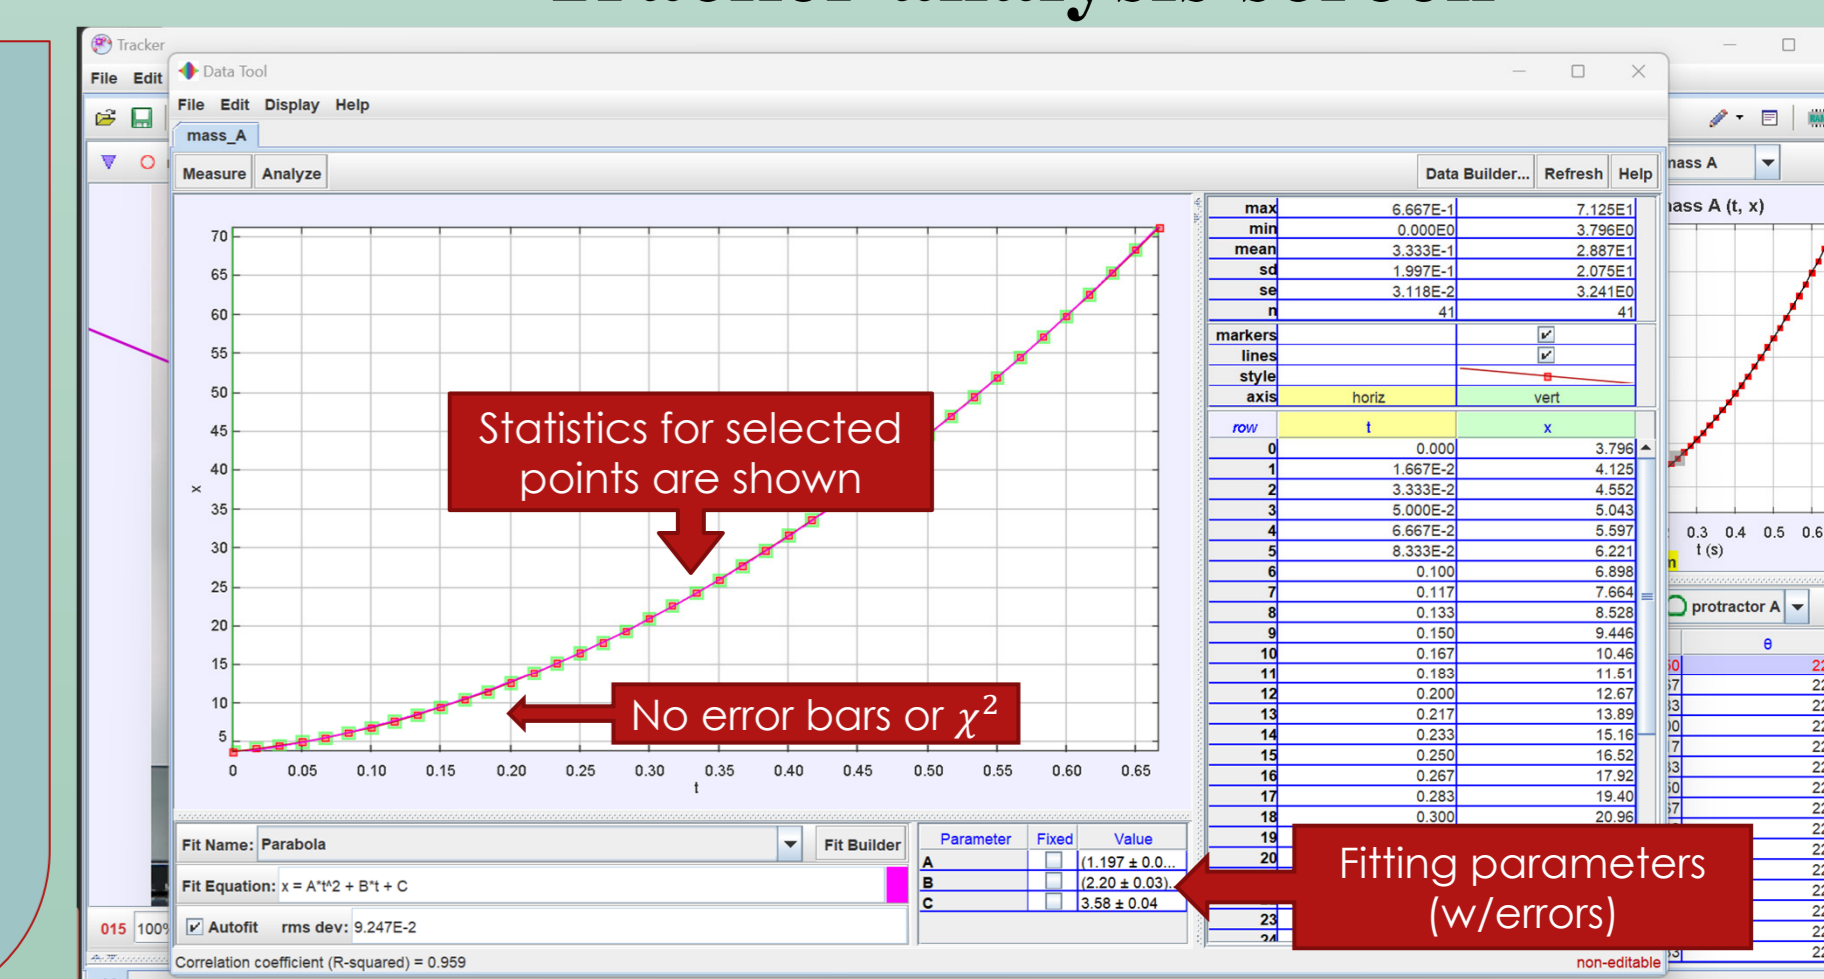 Tracker analysis screen
Tracker
File Edit
Data Tool
File Edit Display Help
mass_A
Measure Analyze
Data Builder... Refresh Help
mass A
mass A (t, x)
max 6.667E-1 7.125E1
min 0.000E0 3.796E0
mean 3.333E-1 2.887E1
sd 1.997E-1 2.075E1
se 3.118E-2 3.241E0
n 41 41
markers
lines
style
axis horiz vert
row t x
0 0.000 3.796
1 1.667E-2 4.125
2 3.333E-2 4.552
3 5.000E-2 5.043
4 6.667E-2 5.597
5 8.333E-2 6.221
6 0.100 6.898
7 0.117 7.664
8 0.133 8.528
9 0.150 9.446
10 0.167 10.46
11 0.183 11.51
12 0.200 12.67
13 0.217 13.89
14 0.233 15.16
15 0.250 16.52
16 0.267 17.92
17 0.283 19.40
18 0.300 20.96
19
20
23
24
70
65
60
55
50
45
40
x
35
30
25
20
15
10
5
0 0.05 0.10 0.15 0.20 0.25 0.30 0.35 0.40 0.45 0.50 0.55 0.60 0.65
t
Statistics for selected
points are shown
No error bars or χ²
0.3 0.4 0.5 0.6
t (s)
protractor A
θ
Fit Name: Parabola Fit Builder
Fit Equation: x = A*t^2 + B*t + C
Autofit rms dev: 9.247E-2
Parameter Fixed Value
A (1.197 ± 0.0...
B (2.20 ± 0.03)...
C 3.58 ± 0.04
Fitting parameters
(w/errors)
015 100%
Correlation coefficient (R-squared) = 0.959
non-editable